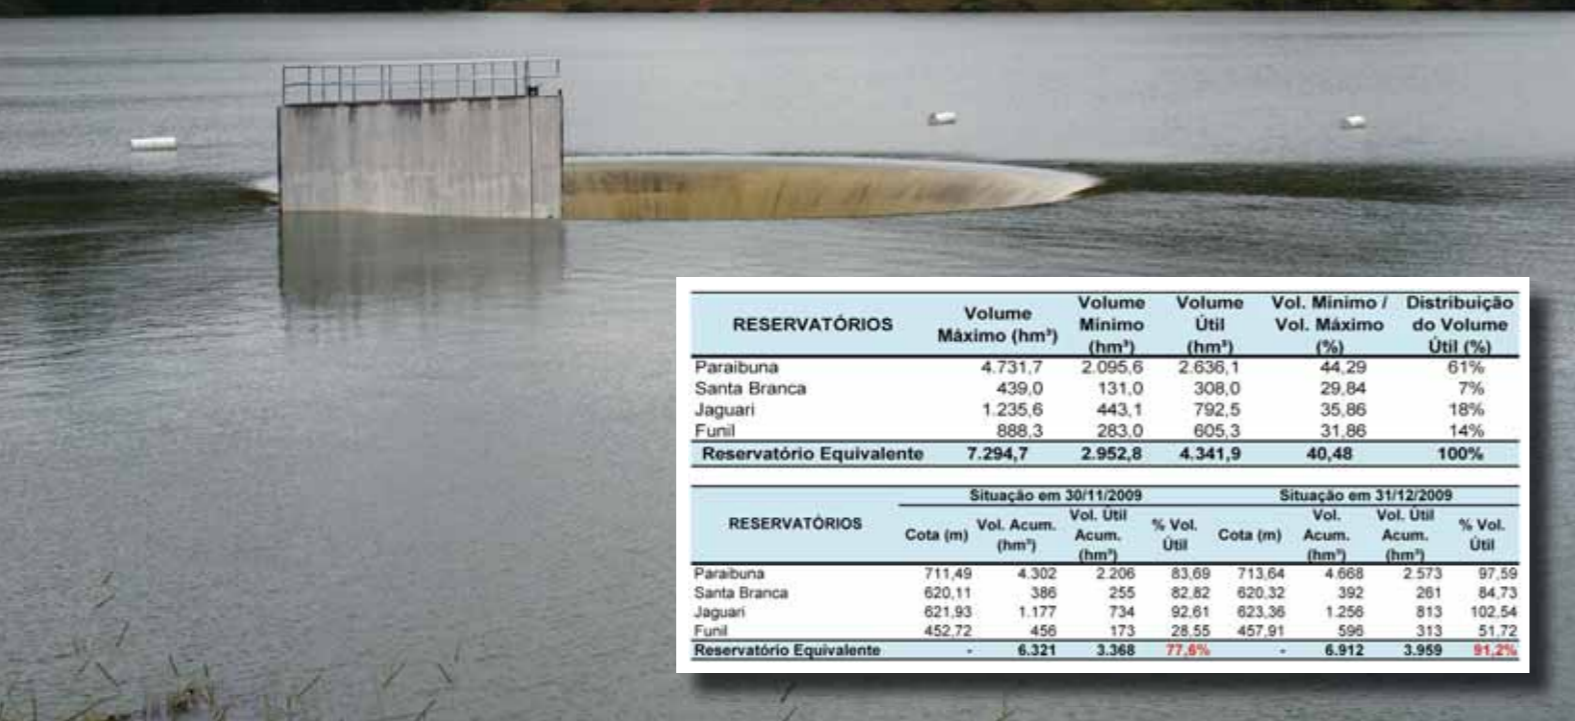 RESERVATÓRIOS Volume Máximo (hm³) Volume Mínimo (hm³) Volume Útil (hm³) Vol. Mínimo / Vol. Máximo (%) Distribuição do Volume Útil (%)
Paraibuna 4.731,7 2.095,6 2.636,1 44,29 61%
Santa Branca 439,0 131,0 308,0 29,84 7%
Jaguari 1.235,6 443,1 792,5 35,86 18%
Funil 888,3 283,0 605,3 31,86 14%
Reservatório Equivalente 7.294,7 2.952,8 4.341,9 40,48 100%
Situação em 30/11/2009 Situação em 31/12/2009
RESERVATÓRIOS Cota (m) Vol. Acum. (hm³) Vol. Útil Acum. (hm³) % Vol. Útil Cota (m) Vol. Acum. (hm³) Vol. Útil Acum. (hm³) % Vol. Útil
Paraibuna 711,49 4.302 2.206 83,69 713,64 4.668 2.573 97,59
Santa Branca 620,11 386 255 82,82 620,32 392 261 84,73
Jaguari 621,93 1.177 734 92,61 623,36 1.256 813 102,54
Funil 452,72 456 173 28,55 457,91 596 313 51,72
Reservatório Equivalente - 6.321 3.368 77,6% - 6.912 3.959 91,2%